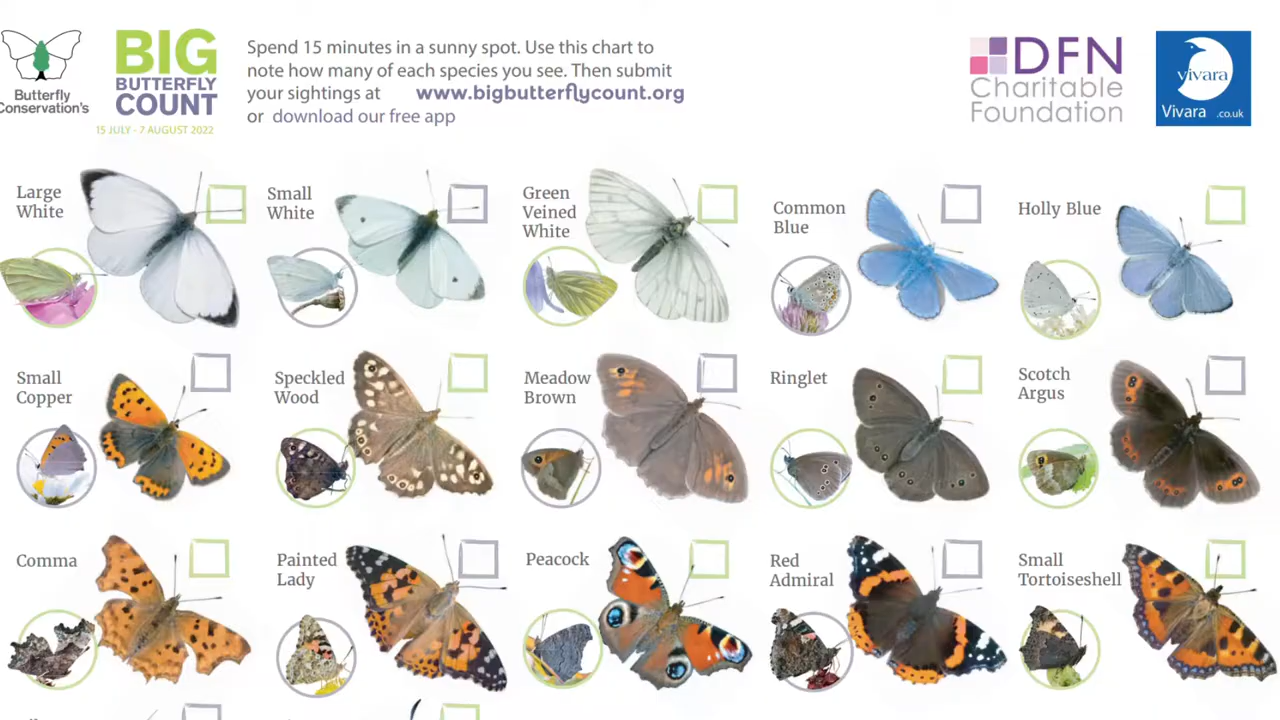 Butterfly
Conservation's
BIG
BUTTERFLY
COUNT
15 JULY - 7 AUGUST 2022
Spend 15 minutes in a sunny spot. Use this chart to
note how many of each species you see. Then submit
your sightings at www.bigbutterflycount.org
or download our free app
DFN
Charitable
Foundation
vivara
Vivara .co.uk
Large
White
Small
White
Green
Veined
White
Common
Blue
Holly Blue
Small
Copper
Speckled
Wood
Meadow
Brown
Ringlet
Scotch
Argus
Comma
Painted
Lady
Peacock
Red
Admiral
Small
Tortoiseshell